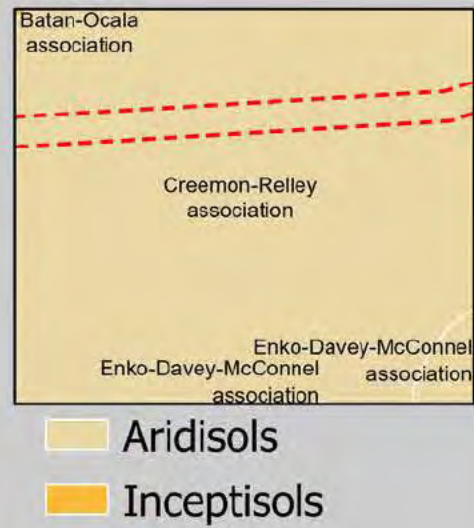 Batan-Ocala
association
Creemon-Relley
association
Enko-Davey-McConnel
association
Enko-Davey-McConnel
association
Aridisols
Inceptisols